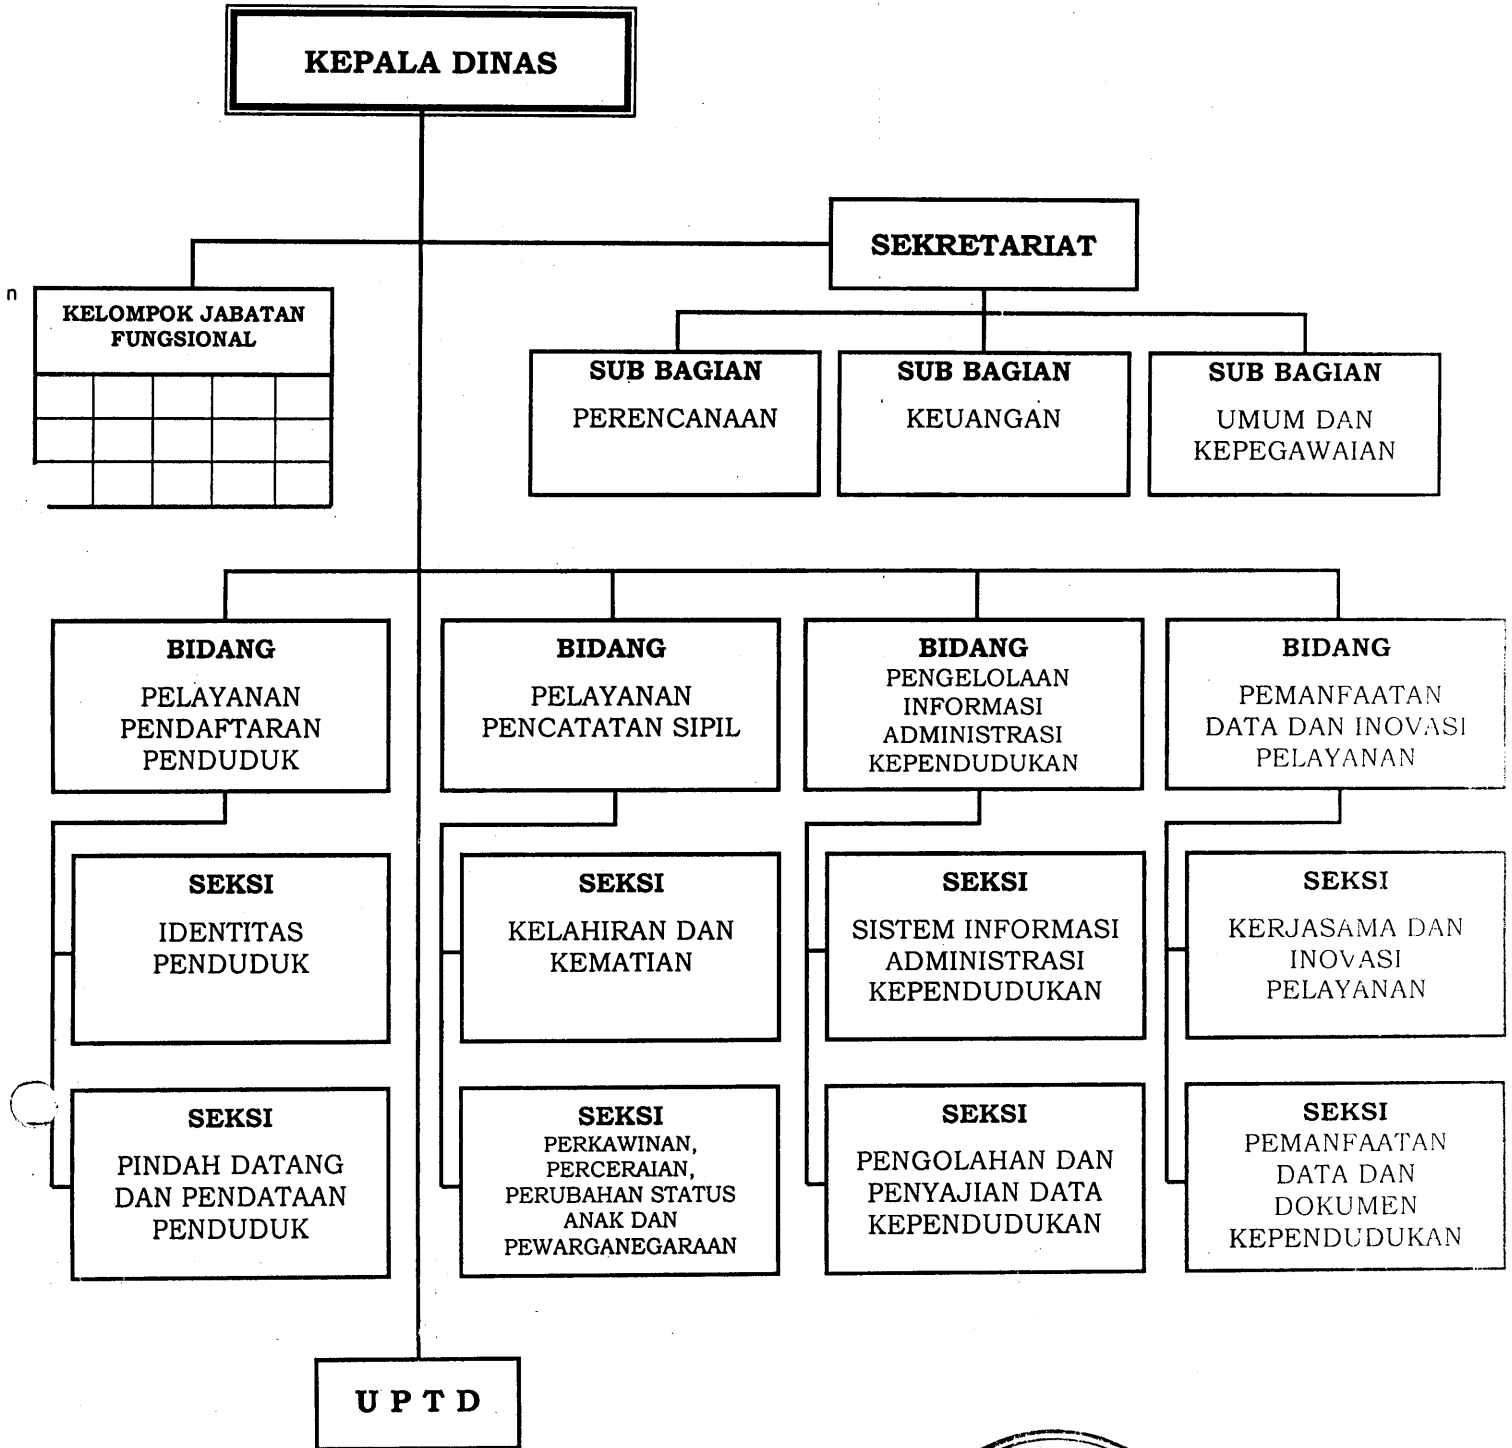 KEPALA DINAS
SEKRETARIAT
n
KELOMPOK JABATAN
FUNGSIONAL
SUB BAGIAN
PERENCANAAN
SUB BAGIAN
KEUANGAN
SUB BAGIAN
UMUM DAN
KEPEGAWAIAN
BIDANG
PELAYANAN
PENDAFTARAN
PENDUDUK
BIDANG
PELAYANAN
PENCATATAN SIPIL
BIDANG
PENGELOLAAN
INFORMASI
ADMINISTRASI
KEPENDUDUKAN
BIDANG
PEMANFAATAN
DATA DAN INOVASI
PELAYANAN
SEKSI
IDENTITAS
PENDUDUK
SEKSI
KELAHIRAN DAN
KEMATIAN
SEKSI
SISTEM INFORMASI
ADMINISTRASI
KEPENDUDUKAN
SEKSI
KERJASAMA DAN
INOVASI
PELAYANAN
SEKSI
PINDAH DATANG
DAN PENDATAAN
PENDUDUK
SEKSI
PERKAWINAN,
PERCERAIAN,
PERUBAHAN STATUS
ANAK DAN
PEWARGANEGARAAN
SEKSI
PENGOLAHAN DAN
PENYAJIAN DATA
KEPENDUDUKAN
SEKSI
PEMANFAATAN
DATA DAN
DOKUMEN
KEPENDUDUKAN
U P T D